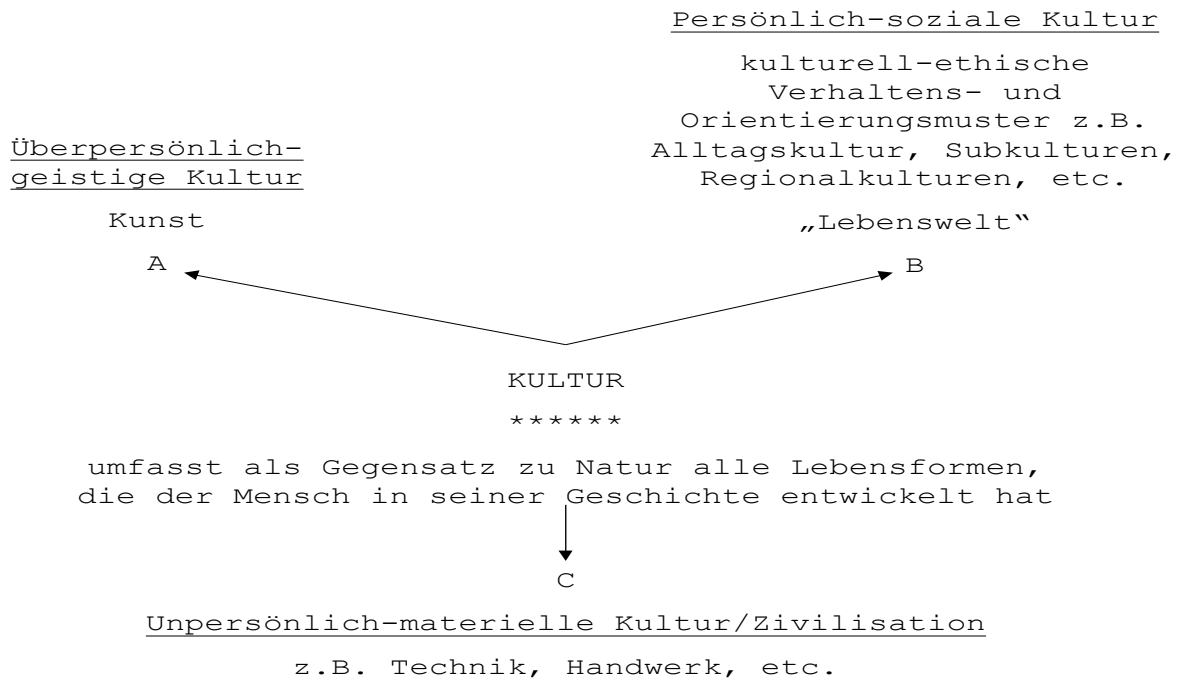 Persönlich-soziale Kultur
kulturell-ethische
Verhaltens- und
Orientierungsmuster z.B.
Alltagskultur, Subkulturen,
Regionalkulturen, etc.
„Lebenswelt“
B
Überpersönlich-
geistige Kultur
Kunst
A
KULTUR
******
umfasst als Gegensatz zu Natur alle Lebensformen,
die der Mensch in seiner Geschichte entwickelt hat
C
Unpersönlich-materielle Kultur/Zivilisation
z.B. Technik, Handwerk, etc.